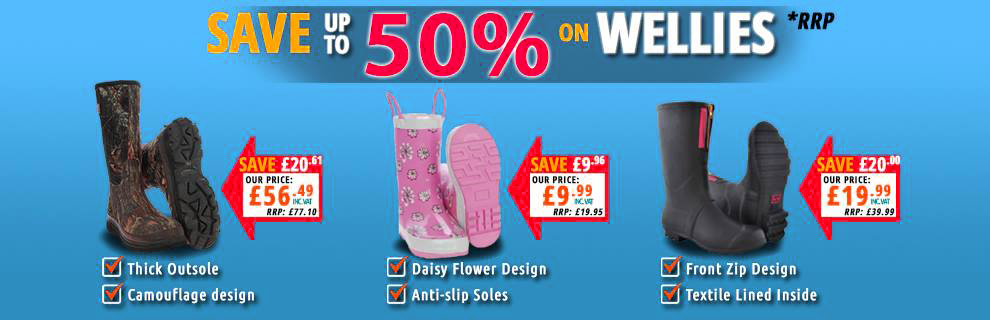 SAVE UP TO 50% ON WELLIES *RRP
SAVE £20.61
OUR PRICE:
£56.49
INC.VAT
RRP: £77.10
Thick Outsole
Camouflage design
SAVE £9.96
OUR PRICE:
£9.99
INC.VAT
RRP: £19.95
Daisy Flower Design
Anti-slip Soles
SAVE £20.00
OUR PRICE:
£19.99
INC.VAT
RRP: £39.99
Front Zip Design
Textile Lined Inside